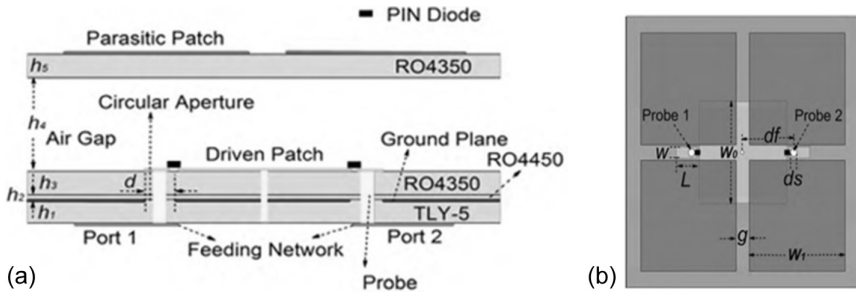 PIN Diode
Parasitic Patch
h5
RO4350
Circular Aperture
h4
Air Gap
Ground Plane
Driven Patch
RO4450
h3
d
RO4350
h2
h1
TLY-5
Port 1
Feeding Network
Port 2
Probe
(a)
Probe 1
df
Probe 2
W
W0
L
ds
g
W1
(b)